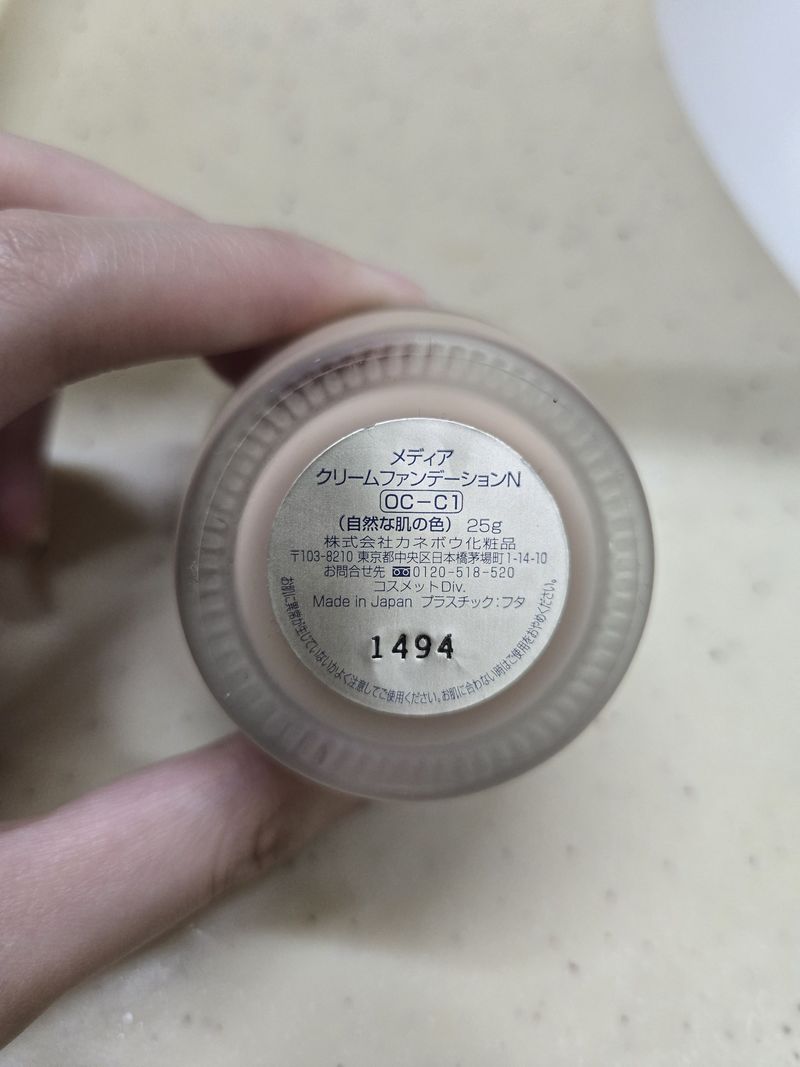 メディア
クリームファンデーションN
OC-C1
(自然な肌の色) 25g
株式会社カネボウ化粧品
〒103-8210 東京都中央区日本橋茅場町1-14-10
お問合せ先 0120-518-520
コスメットDiv.
Made in Japan プラスチック:フタ
1494
お肌に異常が生じていないかよく注意してご使用ください。お肌に合わない時はご使用をおやめください。